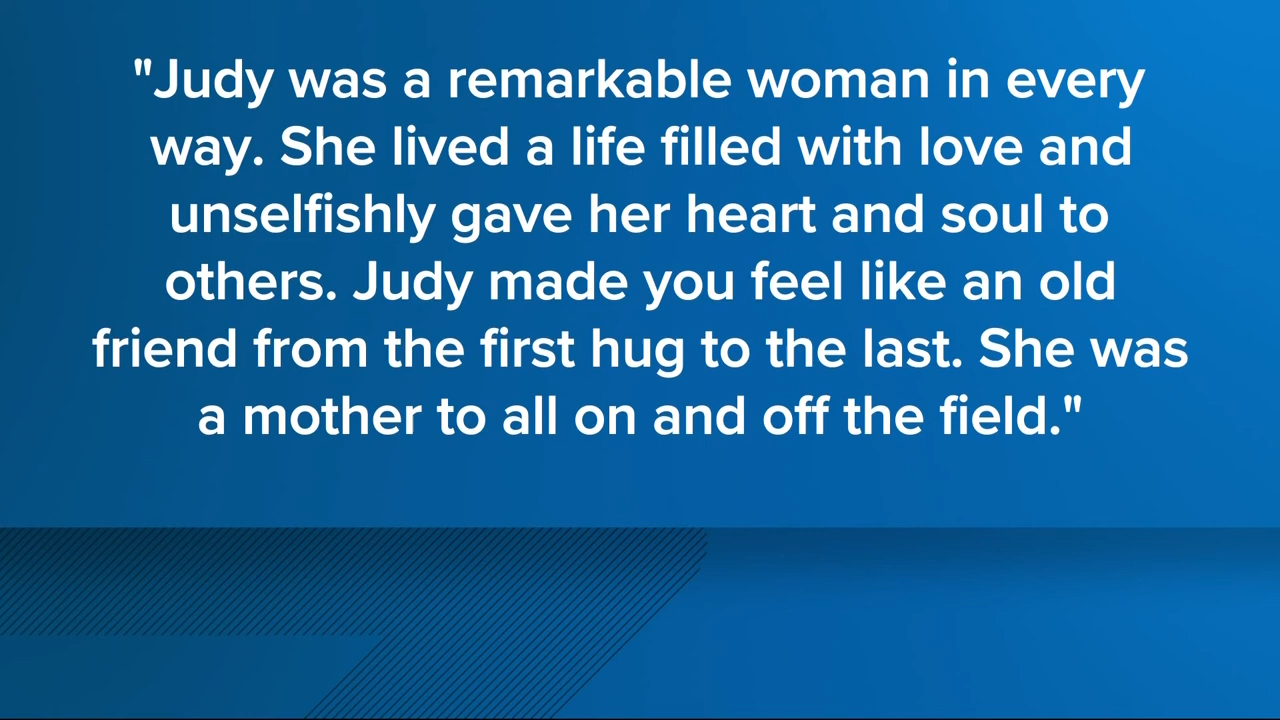 "Judy was a remarkable woman in every
way. She lived a life filled with love and
unselfishly gave her heart and soul to
others. Judy made you feel like an old
friend from the first hug to the last. She was
a mother to all on and off the field."